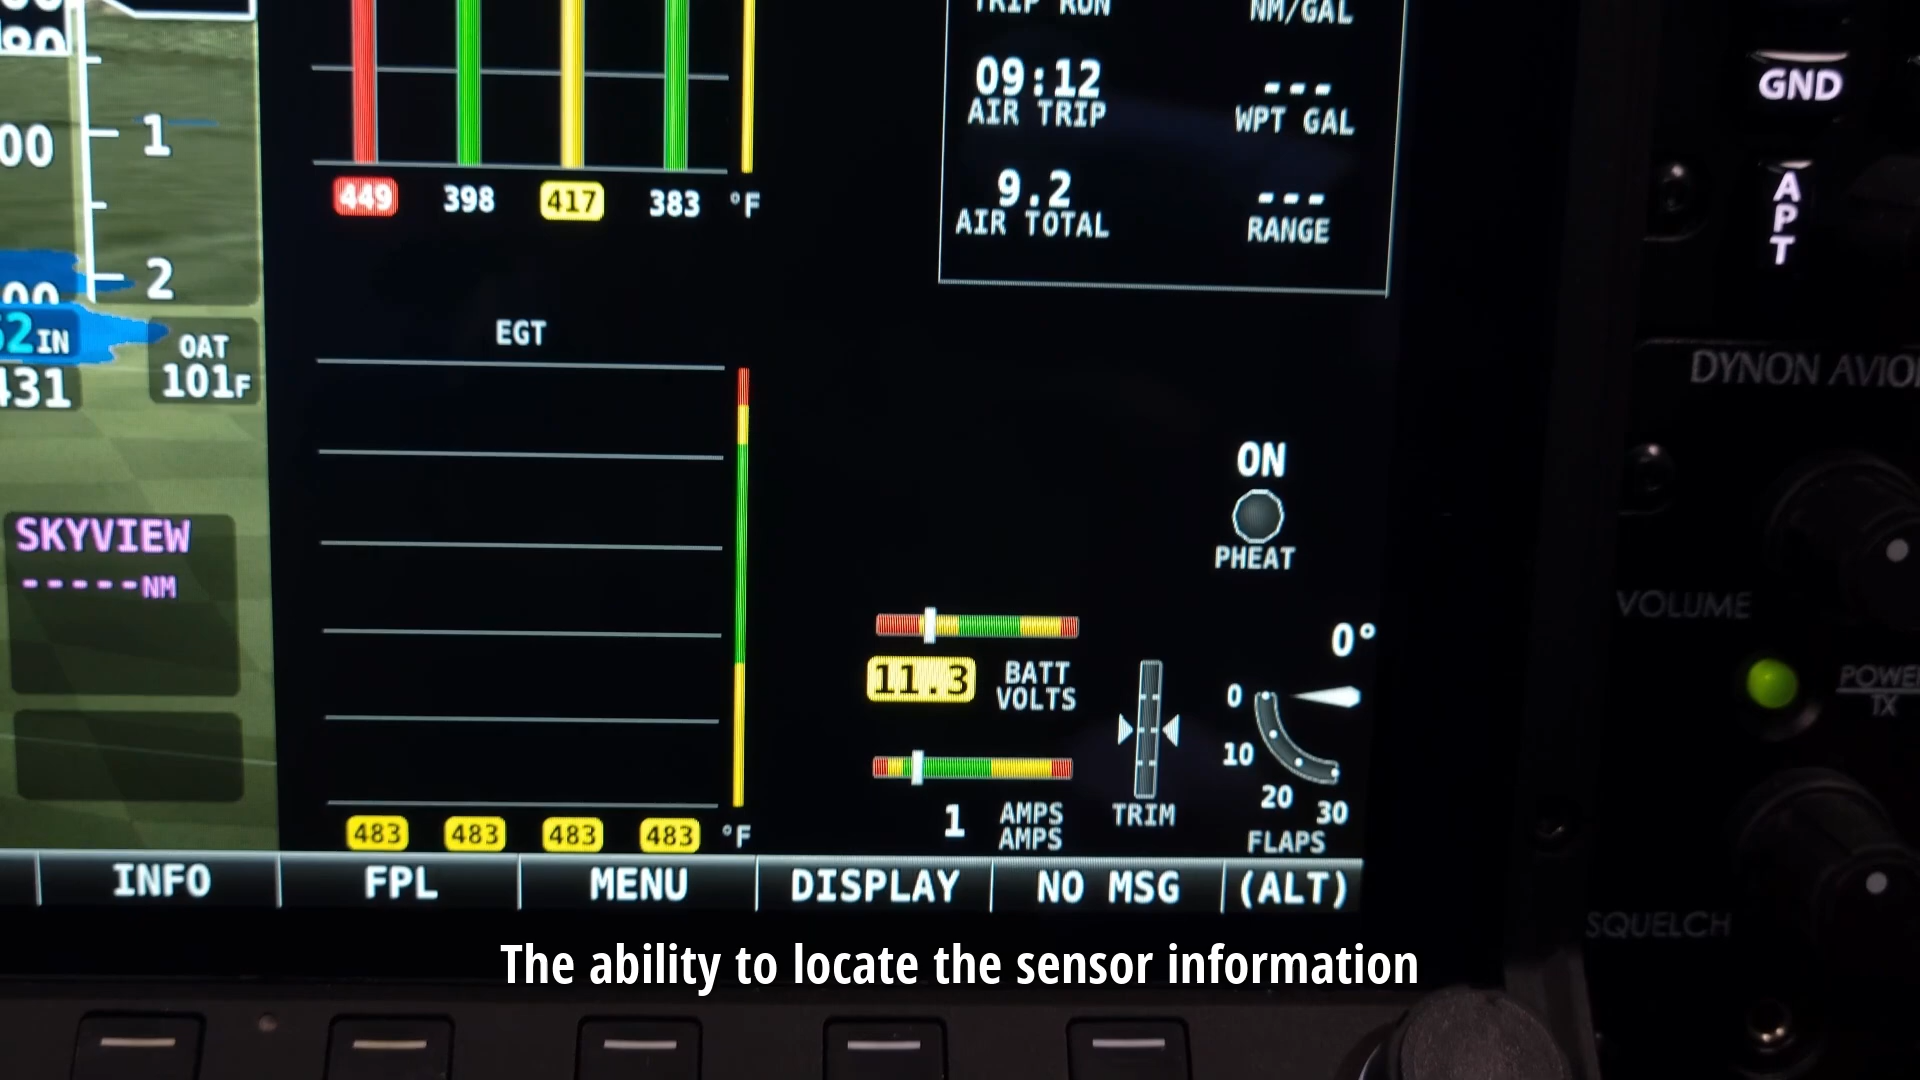 TRIP RUN
NM/GAL
09:12
---
AIR TRIP
WPT GAL
9.2
---
AIR TOTAL
RANGE
449 398 417 383 °F
00
1
2
00
62IN
431
OAT
101F
SKYVIEW
-----NM
EGT
483 483 483 483 °F
ON
PHEAT
11.3
BATT
VOLTS
1
AMPS
AMPS
TRIM
0°
0
10
20
30
FLAPS
INFO
FPL
MENU
DISPLAY
NO MSG
(ALT)
GND
APT
DYNON AVIO
VOLUME
POWE
TX
SQUELCH
The ability to locate the sensor information